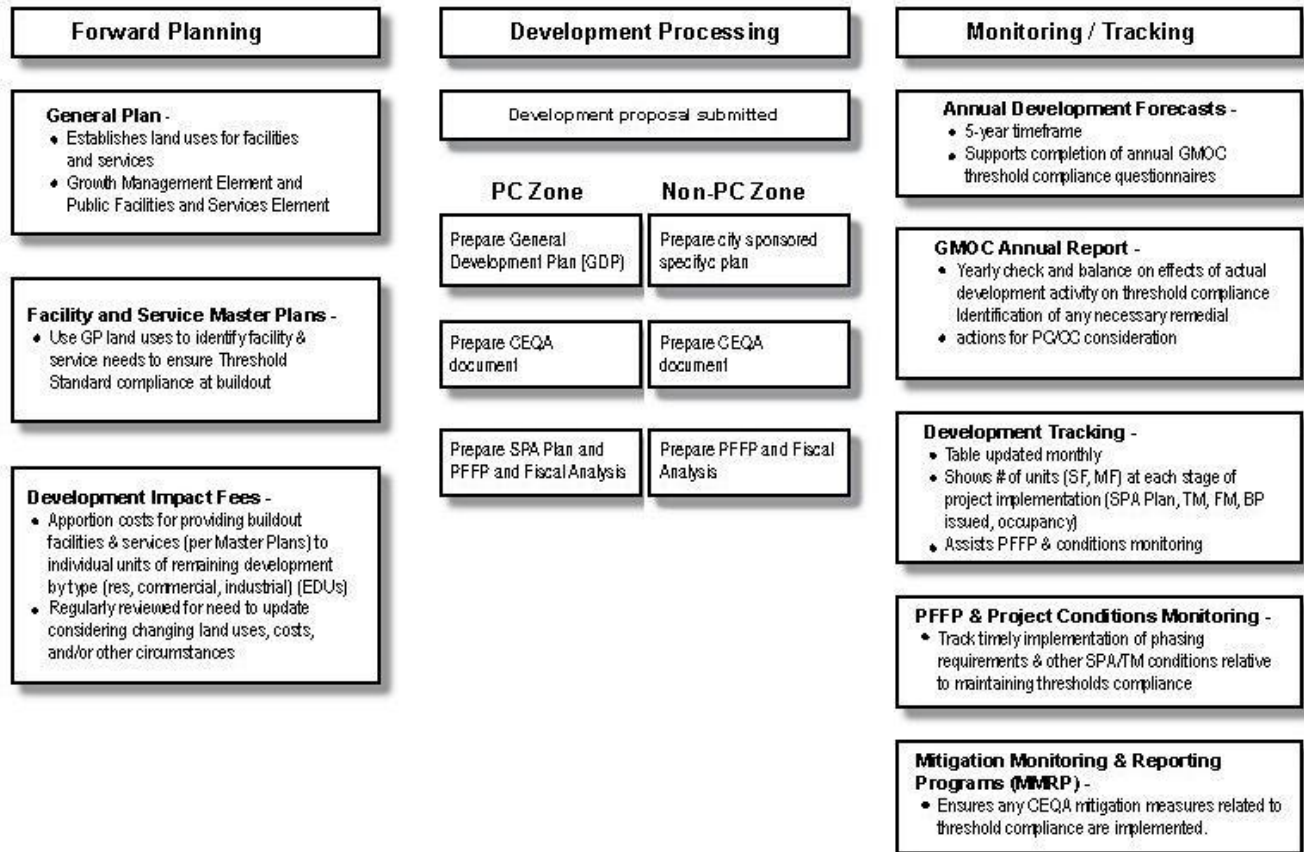 Forward Planning
General Plan -
• Establishes land uses for facilities
and services
• Growth Management Element and
Public Facilities and Services Element
Facility and Service Master Plans -
• Use GP land uses to identify facility &
service needs to ensure Threshold
Standard compliance at buildout
Development Impact Fees -
• Apportion costs for providing buildout
facilities & services (per Master Plans) to
individual units of remaining development
by type (res, commercial, industrial) (EDUs)
• Regularly reviewed for need to update
considering changing land uses, costs,
and/or other circumstances
Development Processing
Development proposal submitted
PC Zone
Prepare General
Development Plan (GDP)
Prepare CEQA
document
Prepare SPA Plan and
PFFP and Fiscal Analysis
Non-PC Zone
Prepare city sponsored
specifyc plan
Prepare CEQA
document
Prepare PFFP and Fiscal
Analysis
Monitoring / Tracking
Annual Development Forecasts -
• 5-year timeframe
• Supports completion of annual GMOC
threshold compliance questionnaires
GMOC Annual Report -
• Yearly check and balance on effects of actual
development activity on threshold compliance
Identification of any necessary remedial
• actions for PC/CC consideration
Development Tracking -
• Table updated monthly
• Shows # of units (SF, MF) at each stage of
project implementation (SPA Plan, TM, FM, BP
issued, occupancy)
• Assists PFFP & conditions monitoring
PFFP & Project Conditions Monitoring -
• Track timely implementation of phasing
requirements & other SPA/TM conditions relative
to maintaining thresholds compliance
Mitigation Monitoring & Reporting
Programs (MMRP) -
• Ensures any CEQA mitigation measures related to
threshold compliance are implemented.